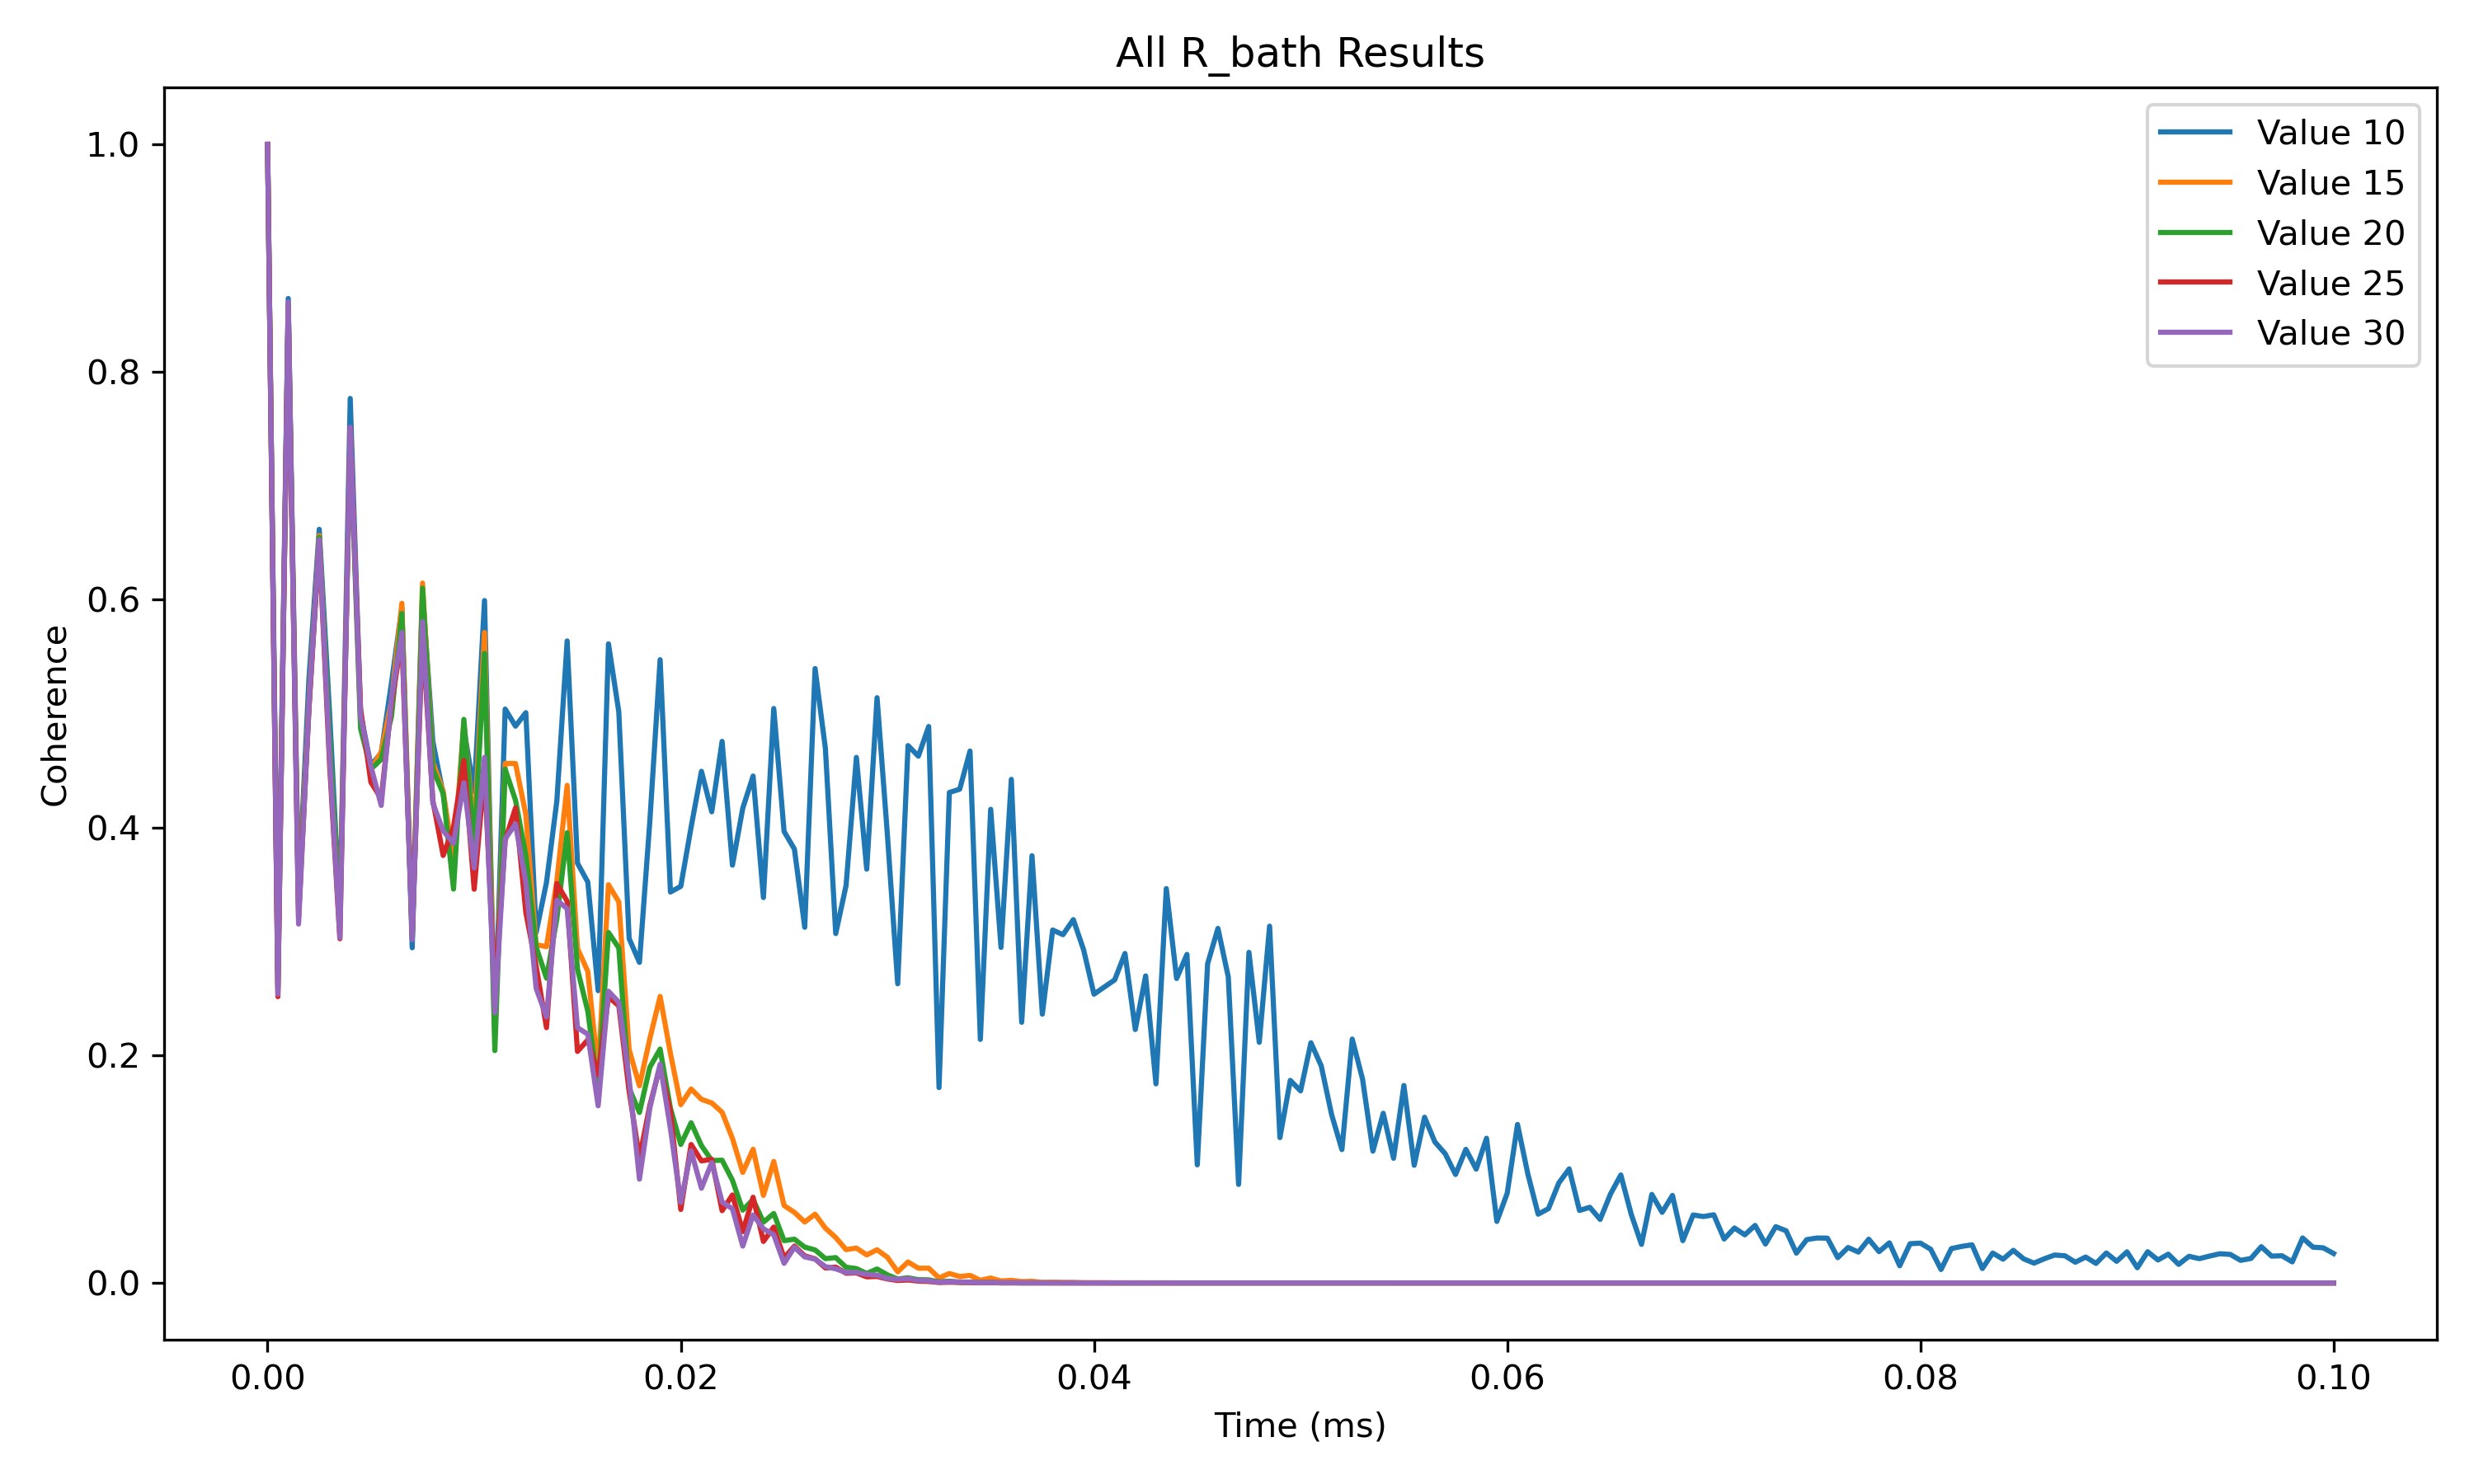 All R_bath Results
Value 10
Value 15
Value 20
Value 25
Value 30
Coherence
1.0
0.8
0.6
0.4
0.2
0.0
0.00 0.02 0.04 0.06 0.08 0.10
Time (ms)